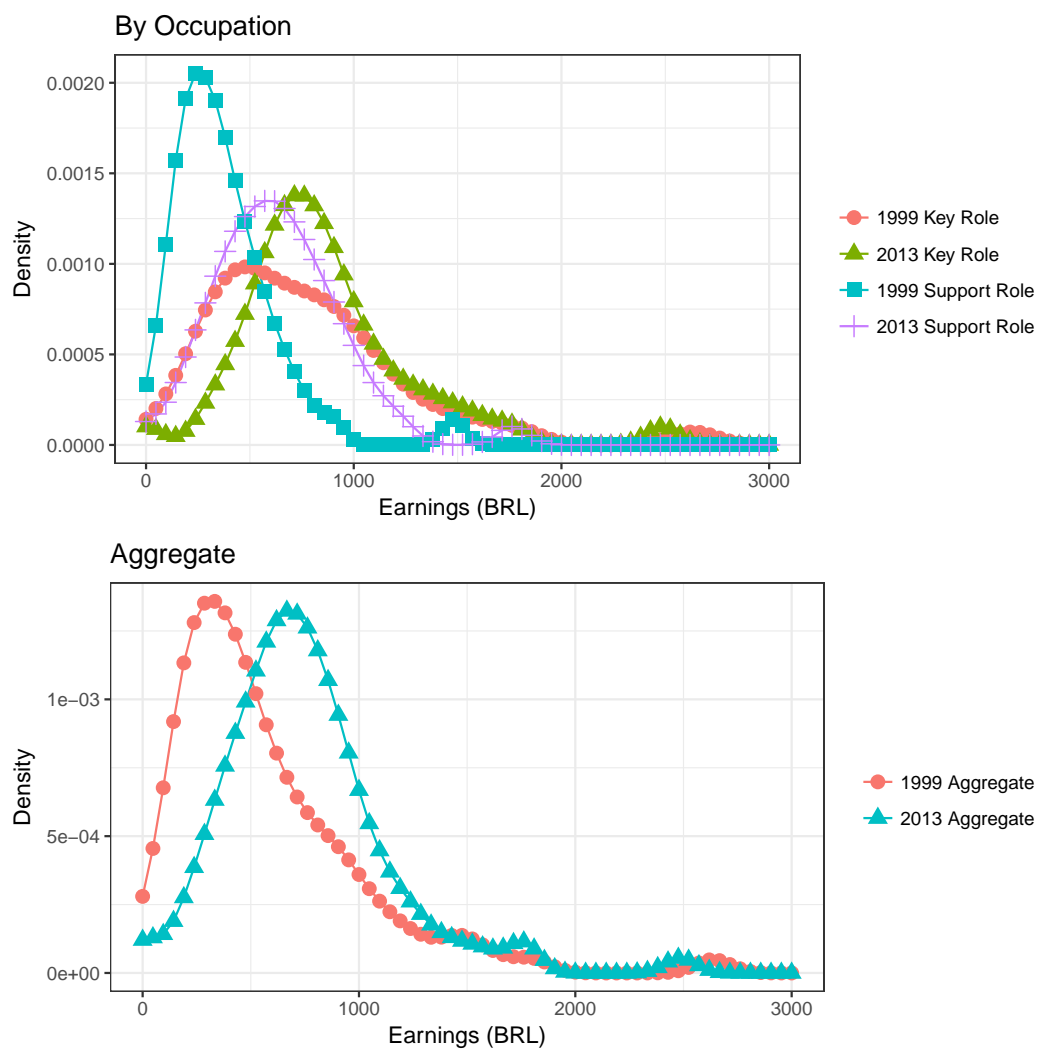 By Occupation
Density
0.0020
0.0015
0.0010
0.0005
0.0000
0
1000
2000
3000
Earnings (BRL)
1999 Key Role
2013 Key Role
1999 Support Role
2013 Support Role
Aggregate
Density
1e−03
5e−04
0e+00
0
1000
2000
3000
Earnings (BRL)
1999 Aggregate
2013 Aggregate